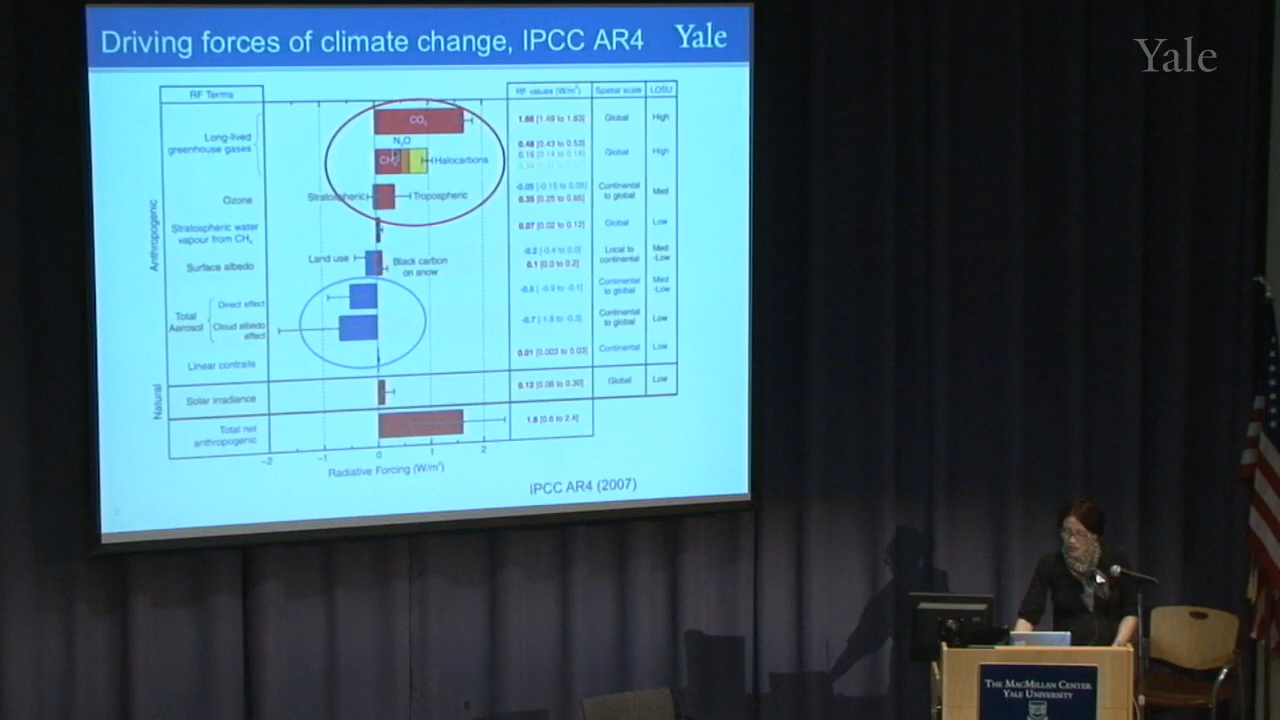 Driving forces of climate change, IPCC AR4
Yale
Yale
RF Terms
RF values (W/m²)
Spatial scale
LOSU
Anthropogenic
Long-lived
greenhouse gases
CO₂
1.66 [1.49 to 1.83]
Global
High
N₂O
CH₄
Halocarbons
0.48 [0.43 to 0.53]
0.16 [0.14 to 0.18]
Global
High
Ozone
Stratospheric
Tropospheric
-0.05 [-0.15 to 0.05]
0.35 [0.25 to 0.65]
Continental
to global
Med
Stratospheric water
vapour from CH₄
0.07 [0.02 to 0.12]
Global
Low
Surface albedo
Land use
Black carbon
on snow
-0.2 [-0.4 to 0.0]
0.1 [0.0 to 0.2]
Local to
continental
Med
-Low
Total
Aerosol
Direct effect
-0.5 [-0.9 to -0.1]
Continental
to global
Med
-Low
Cloud albedo
effect
-0.7 [-1.8 to -0.3]
Continental
to global
Low
Linear contrails
0.01 [0.003 to 0.03]
Continental
Low
Natural
Solar irradiance
0.12 [0.06 to 0.30]
Global
Low
Total net
anthropogenic
1.6 [0.6 to 2.4]
-2 -1 0 1 2
Radiative Forcing (W/m²)
IPCC AR4 (2007)
THE MACMILLAN CENTER
YALE UNIVERSITY